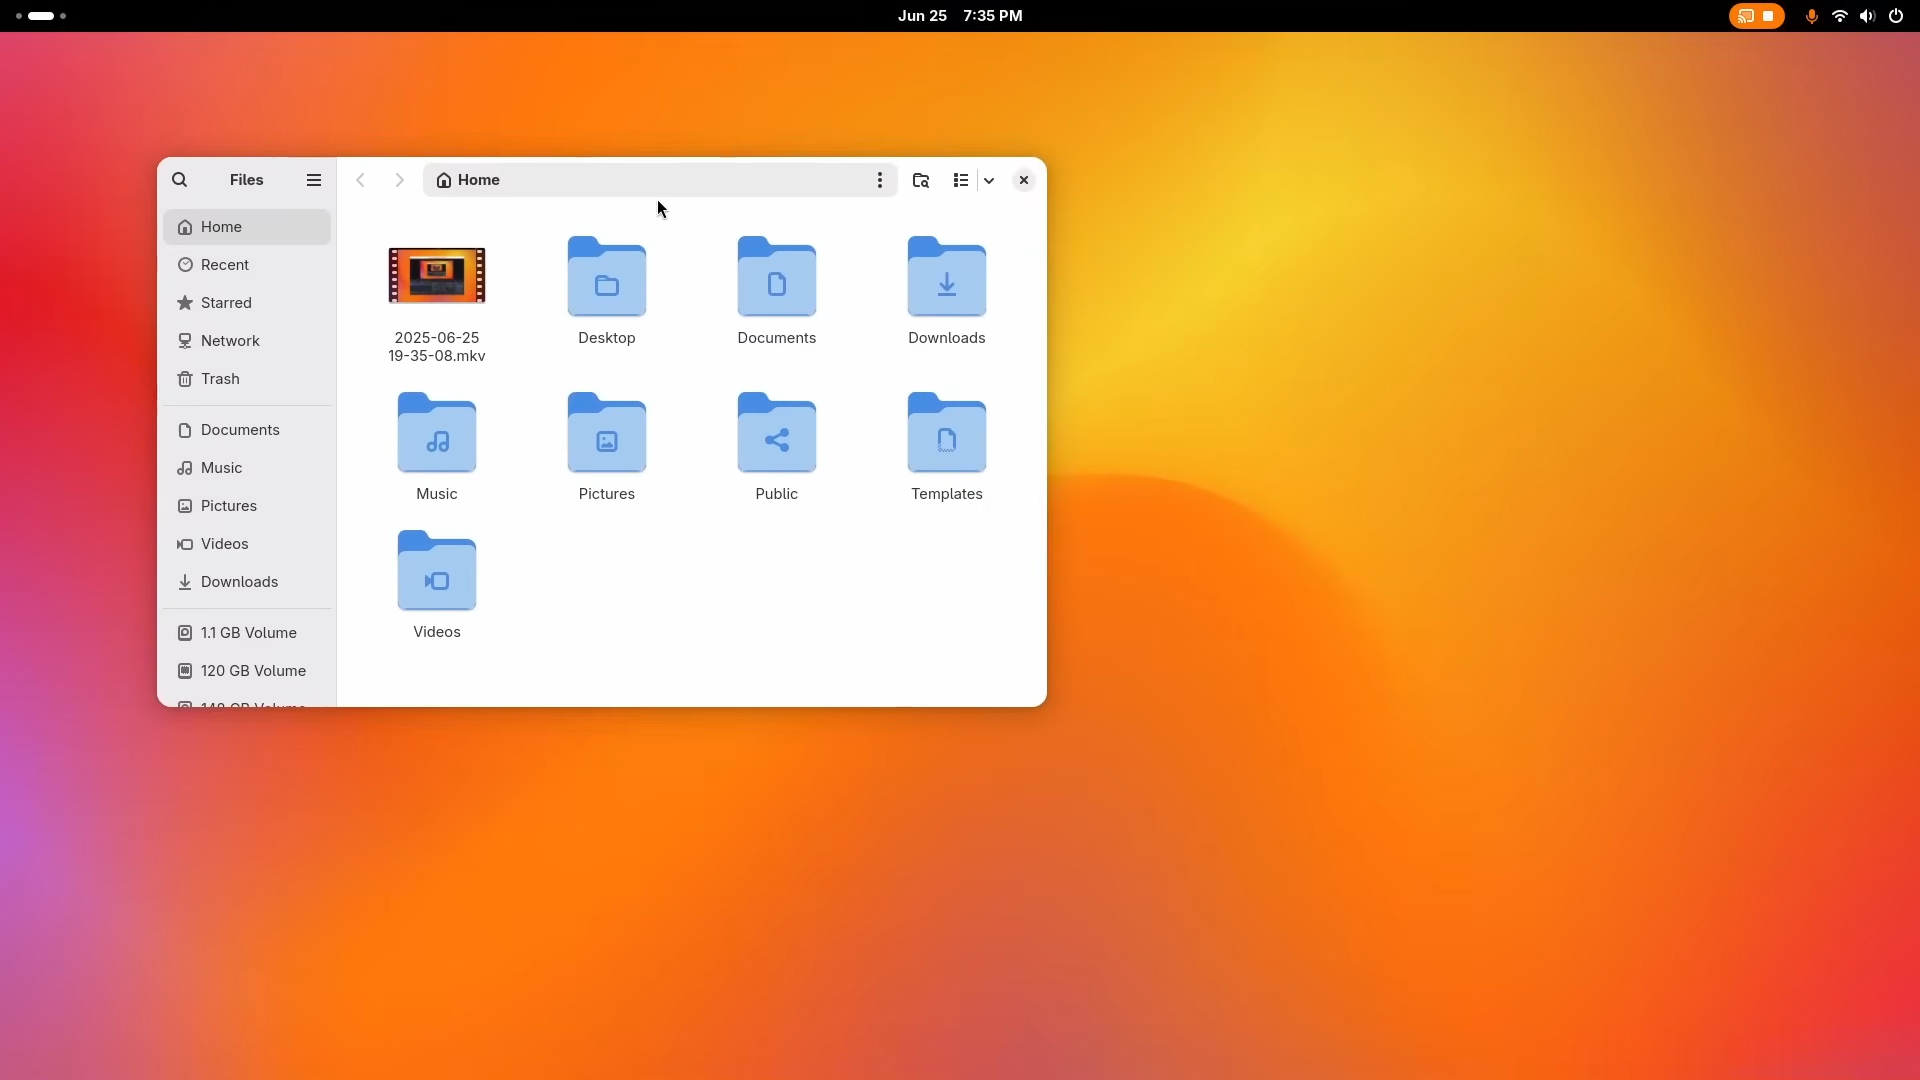 Jun 25 7:35 PM
Files
Home
Home
Recent
Starred
Network
Trash
Documents
Music
Pictures
Videos
Downloads
1.1 GB Volume
120 GB Volume
2025-06-25
19-35-08.mkv
Desktop
Documents
Downloads
Music
Pictures
Public
Templates
Videos